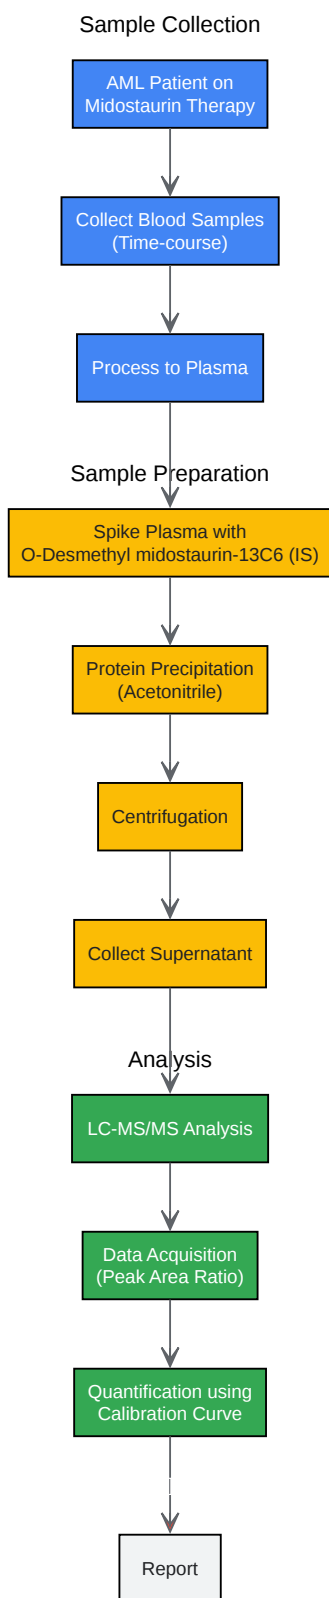 Sample Collection
AML Patient on
Midostaurin Therapy
Collect Blood Samples
(Time-course)
Process to Plasma
Sample Preparation
Spike Plasma with
O-Desmethyl midostaurin-13C6 (IS)
Protein Precipitation
(Acetonitrile)
Centrifugation
Collect Supernatant
Analysis
LC-MS/MS Analysis
Data Acquisition
(Peak Area Ratio)
Quantification using
Calibration Curve
Report